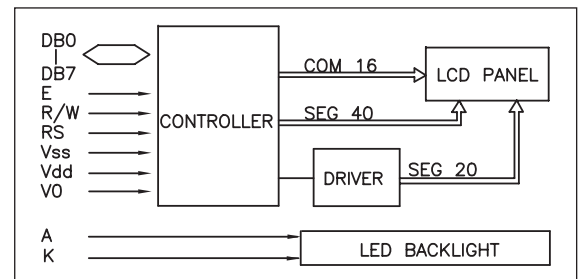 DB0
DB7
E
R/W
RS
Vss
Vdd
V0
CONTROLLER
COM 16
SEG 40
LCD PANEL
DRIVER
SEG 20
A
K
LED BACKLIGHT